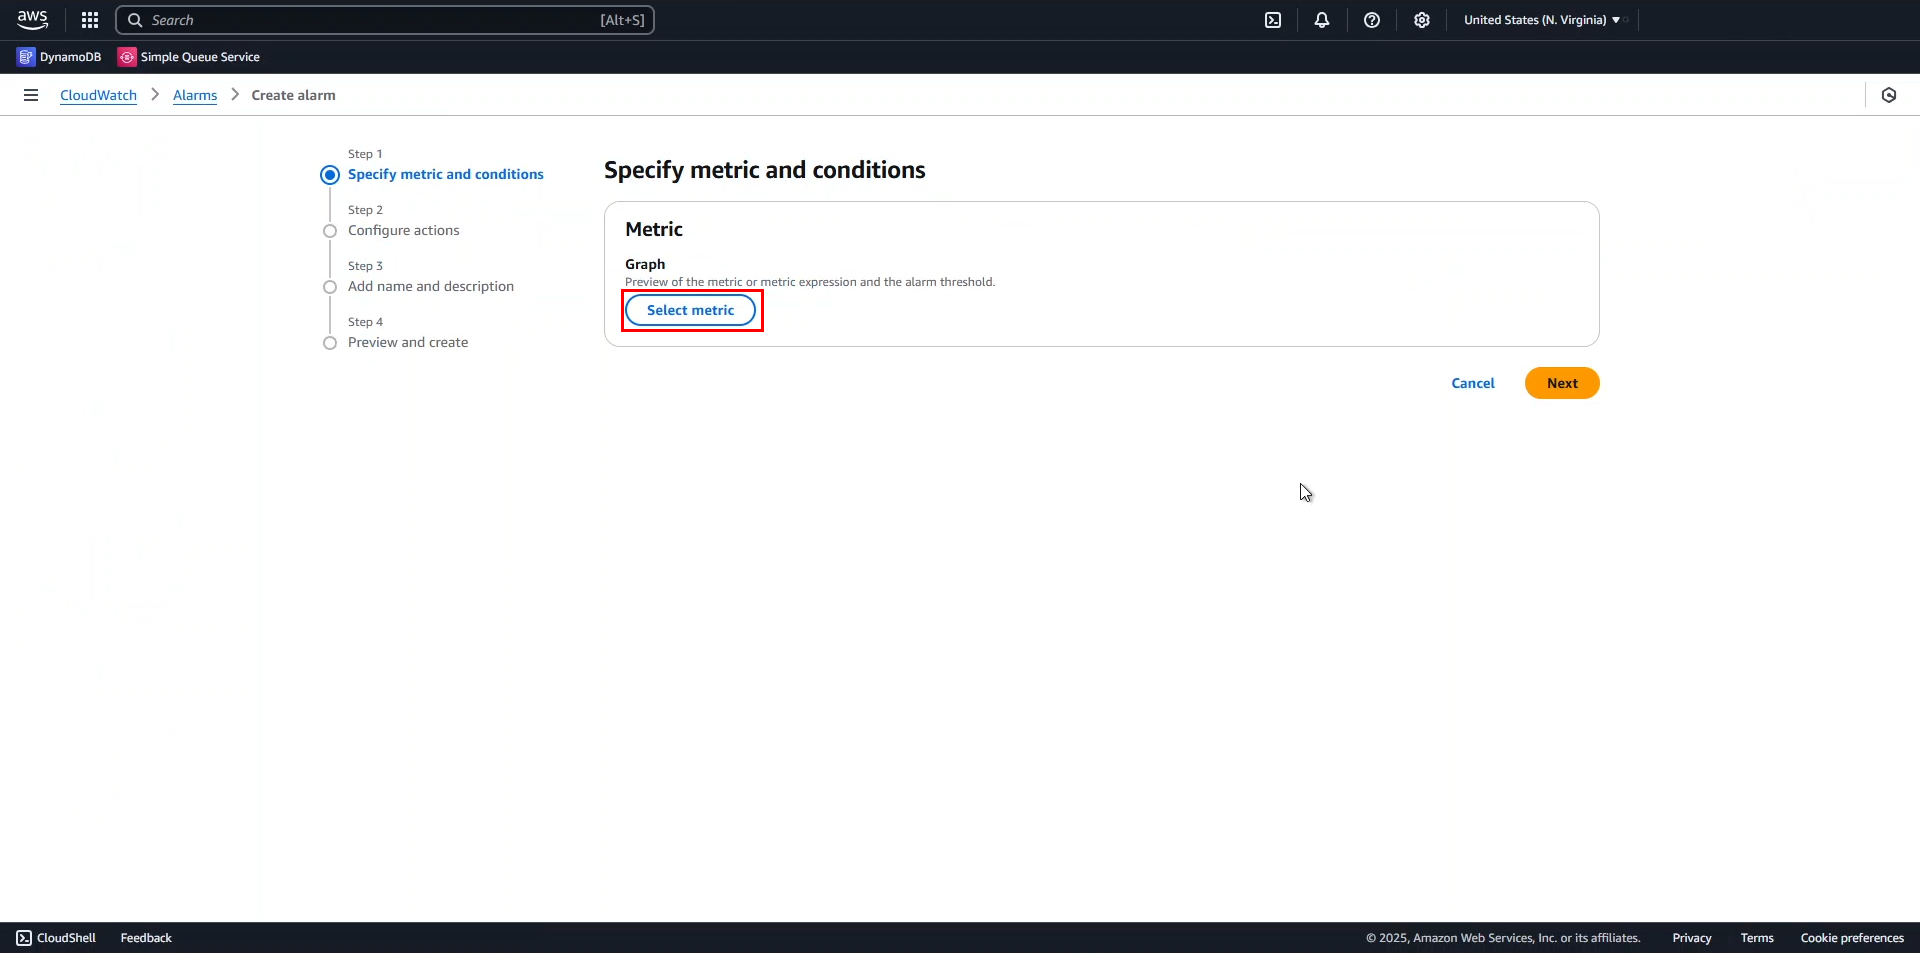 aws
Search [Alt+S]
United States (N. Virginia)
DynamoDB Simple Queue Service
CloudWatch Alarms Create alarm
Step 1
Specify metric and conditions
Step 2
Configure actions
Step 3
Add name and description
Step 4
Preview and create
Specify metric and conditions
Metric
Graph
Preview of the metric or metric expression and the alarm threshold.
Select metric
Cancel Next
CloudShell Feedback © 2025, Amazon Web Services, Inc. or its affiliates. Privacy Terms Cookie preferences